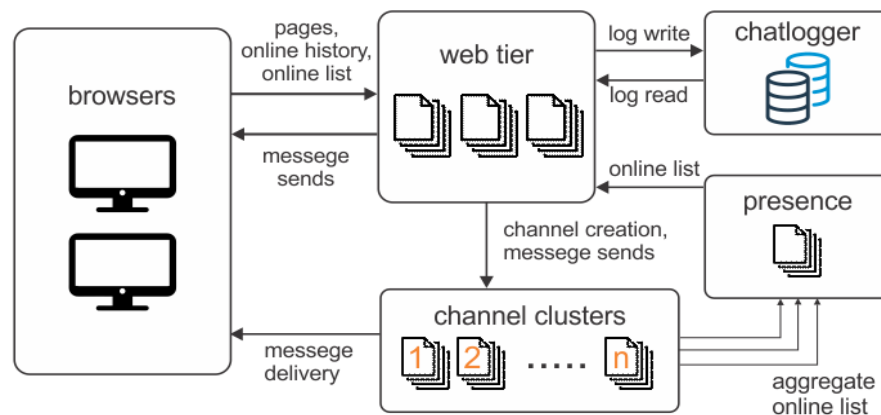 pages,
online history,
online list
browsers
messege
sends
web tier
log write
log read
chatlogger
online list
presence
channel creation,
messege sends
channel clusters
1 2 ..... n
messege
delivery
aggregate
online list